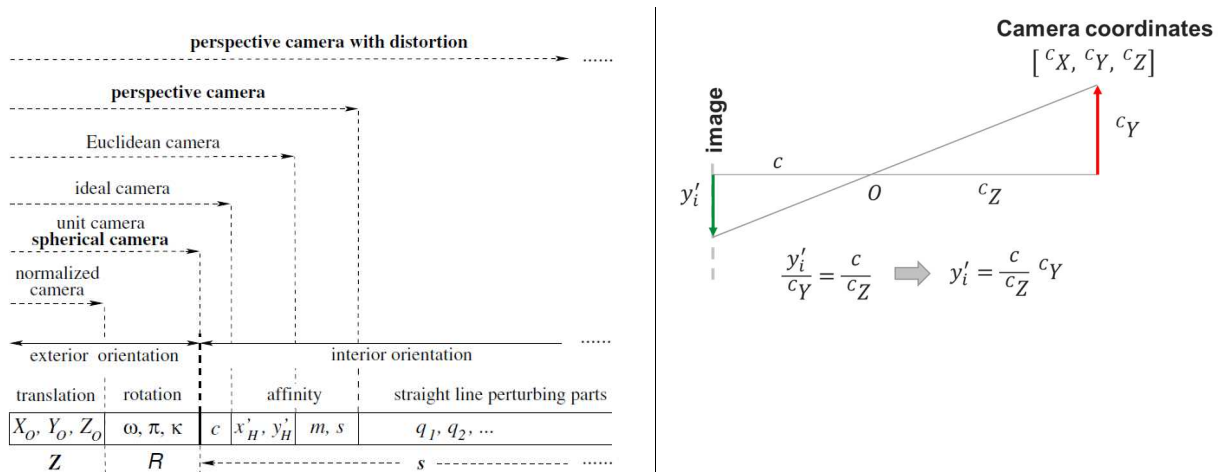 perspective camera with distortion
......
perspective camera
Euclidean camera
ideal camera
unit camera
spherical camera
normalized
camera
......
exterior orientation interior orientation
translation rotation affinity straight line perturbing parts
X_O, Y_O, Z_O ω, π, κ c x'_H, y'_H m, s q_1, q_2, ...
Z R s ......
Camera coordinates
[ ^cX, ^cY, ^cZ]
image
c
^cY
y'_i
O
^cZ
y'_i / ^cY = c / ^cZ y'_i = c / ^cZ ^cY